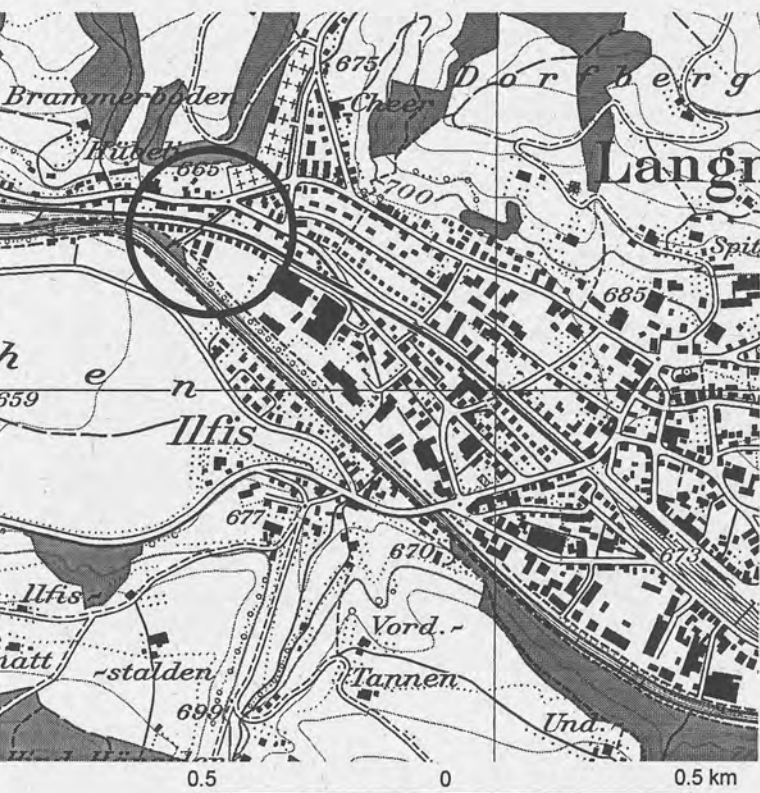 675
Dorfberg
Brammerboden
Cheer
Hübeli
665
Langn
700
Spit
685
h e n
659
Ilfis
677
670
673
Ilfis-
Vord.-
matt
-stalden
Tannen
699
Und.-
0.5 0 0.5 km